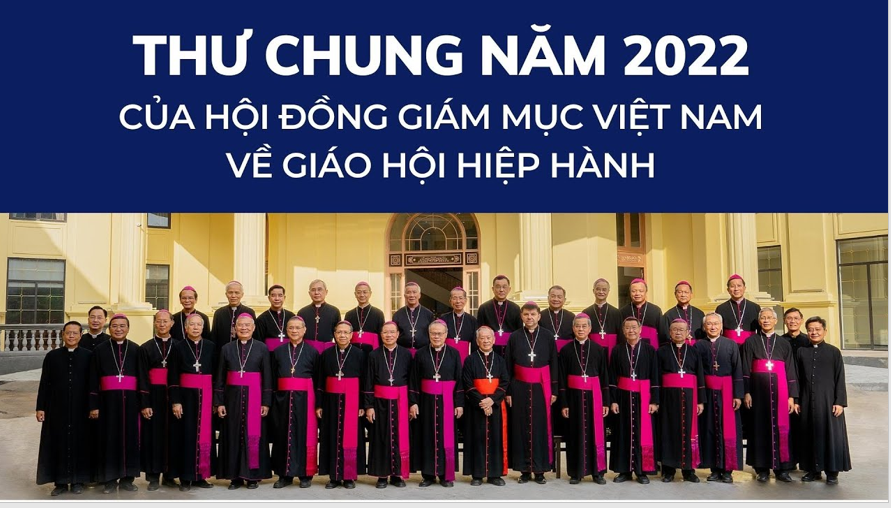 THƯ CHUNG NĂM 2022
CỦA HỘI ĐỒNG GIÁM MỤC VIỆT NAM
VỀ GIÁO HỘI HIỆP HÀNH